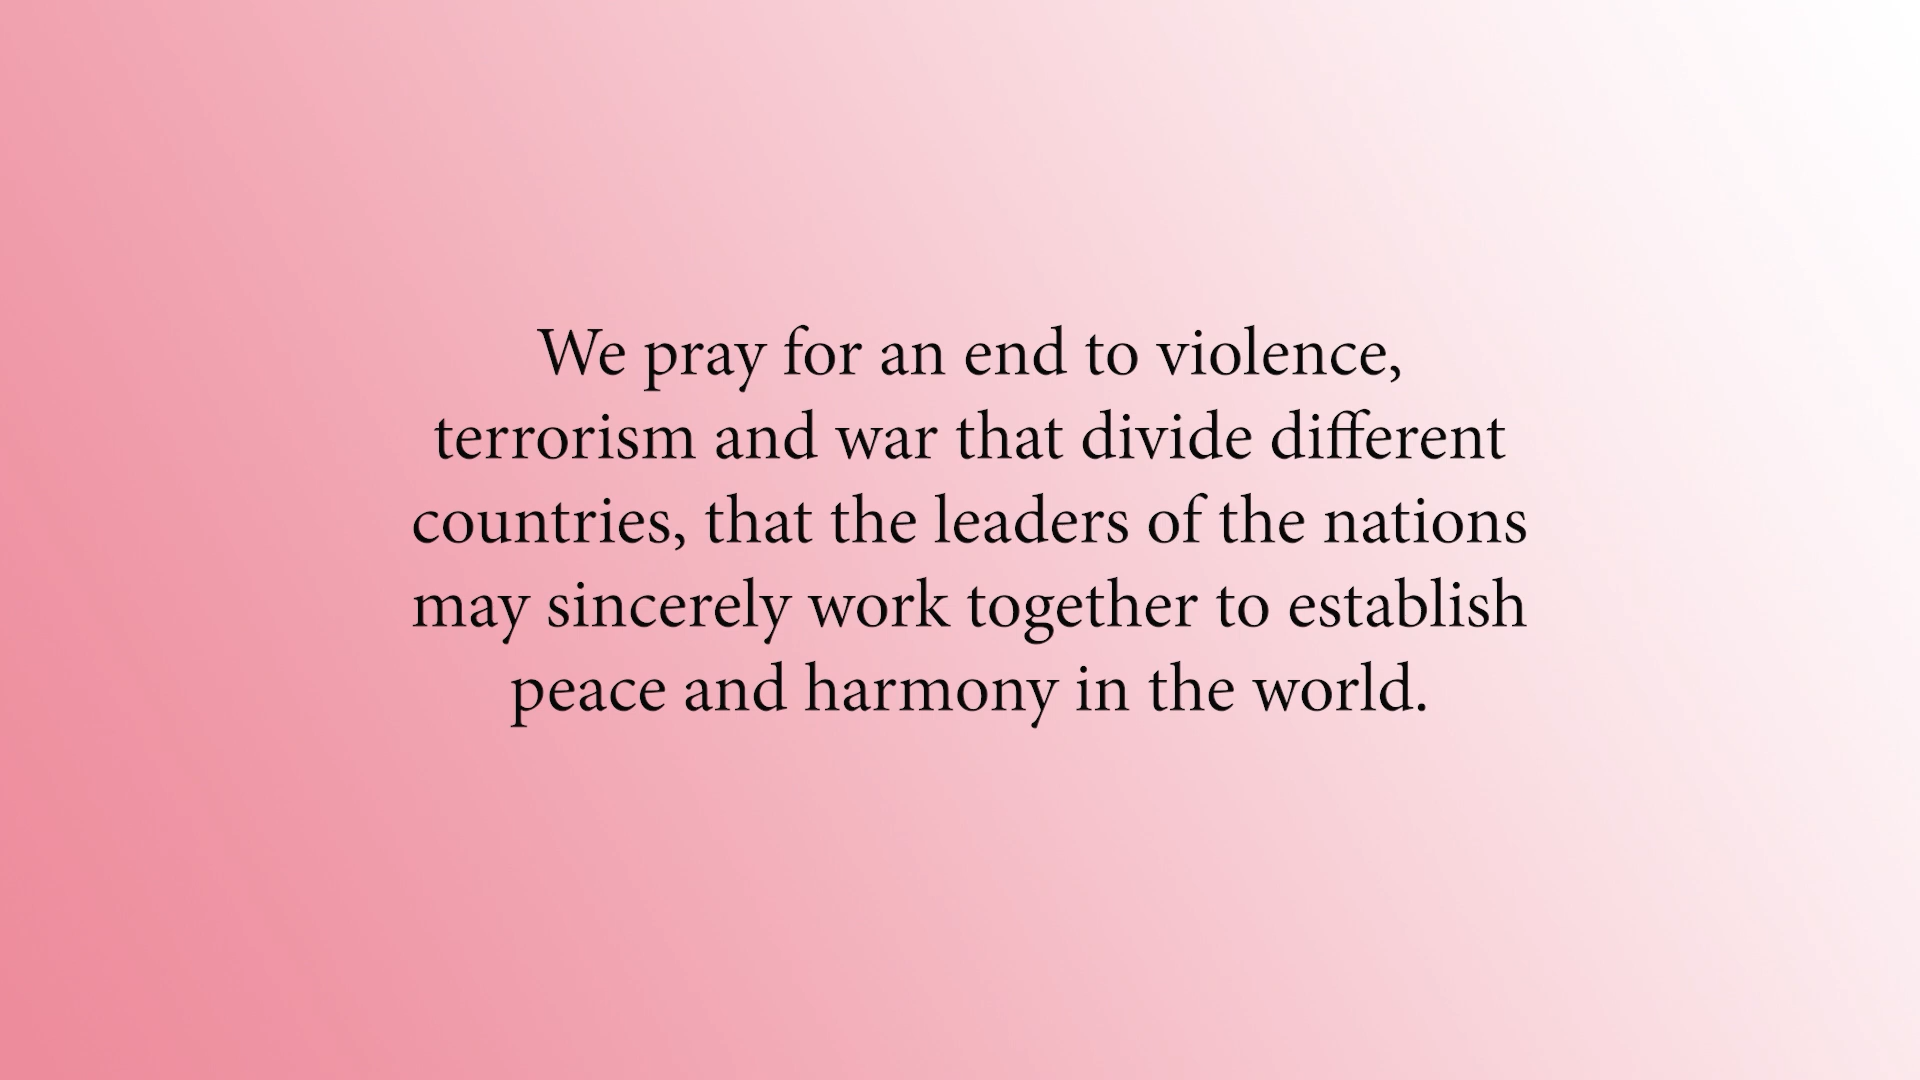 We pray for an end to violence,
terrorism and war that divide different
countries, that the leaders of the nations
may sincerely work together to establish
peace and harmony in the world.